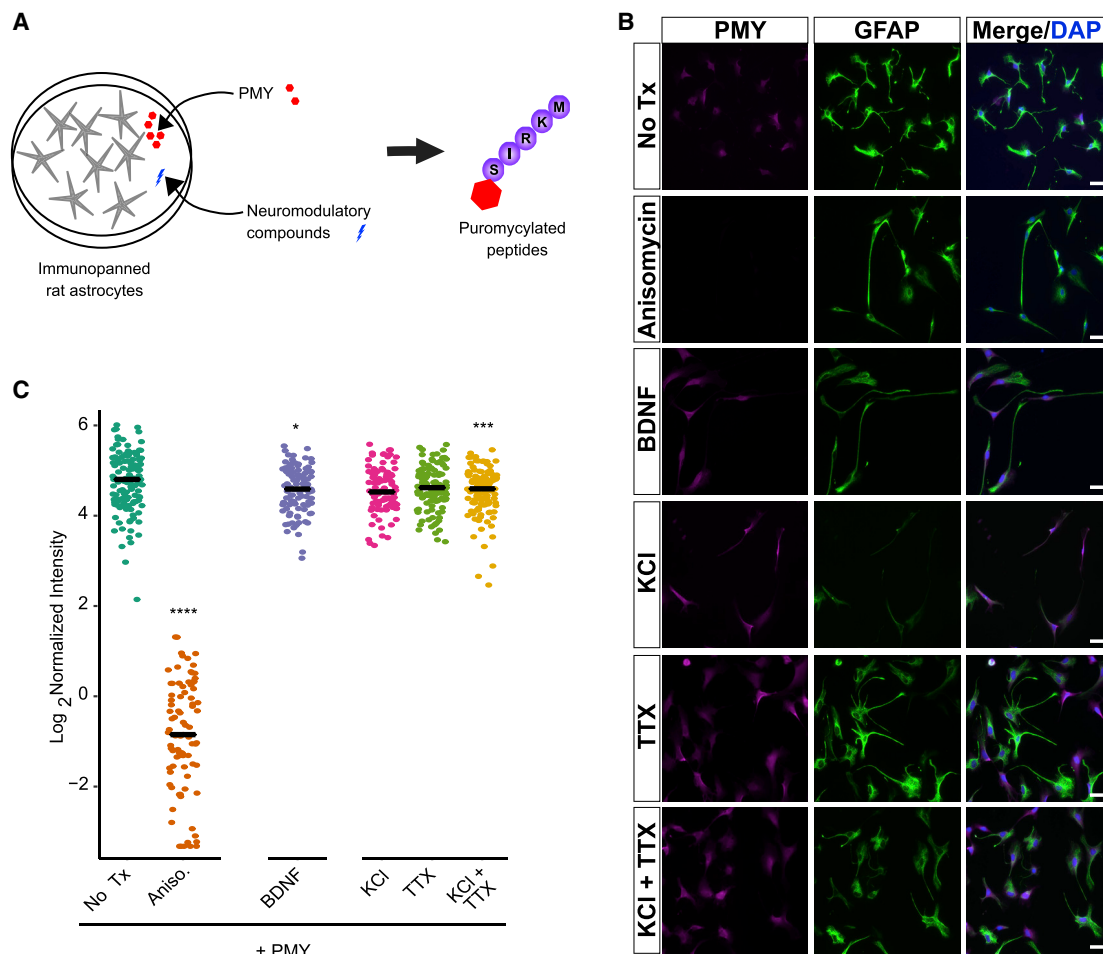 A
PMY
Neuromodulatory
compounds
Immunopanned
rat astrocytes
M
K
R
I
S
Puromycylated
peptides
B
PMY GFAP Merge/DAP
No Tx
Anisomycin
BDNF
KCl
TTX
KCl + TTX
C
Log 2 Normalized Intensity
6
4
2
0
−2
****
*
***
No Tx
Aniso.
BDNF
KCl
TTX
KCl +
TTX
+ PMY